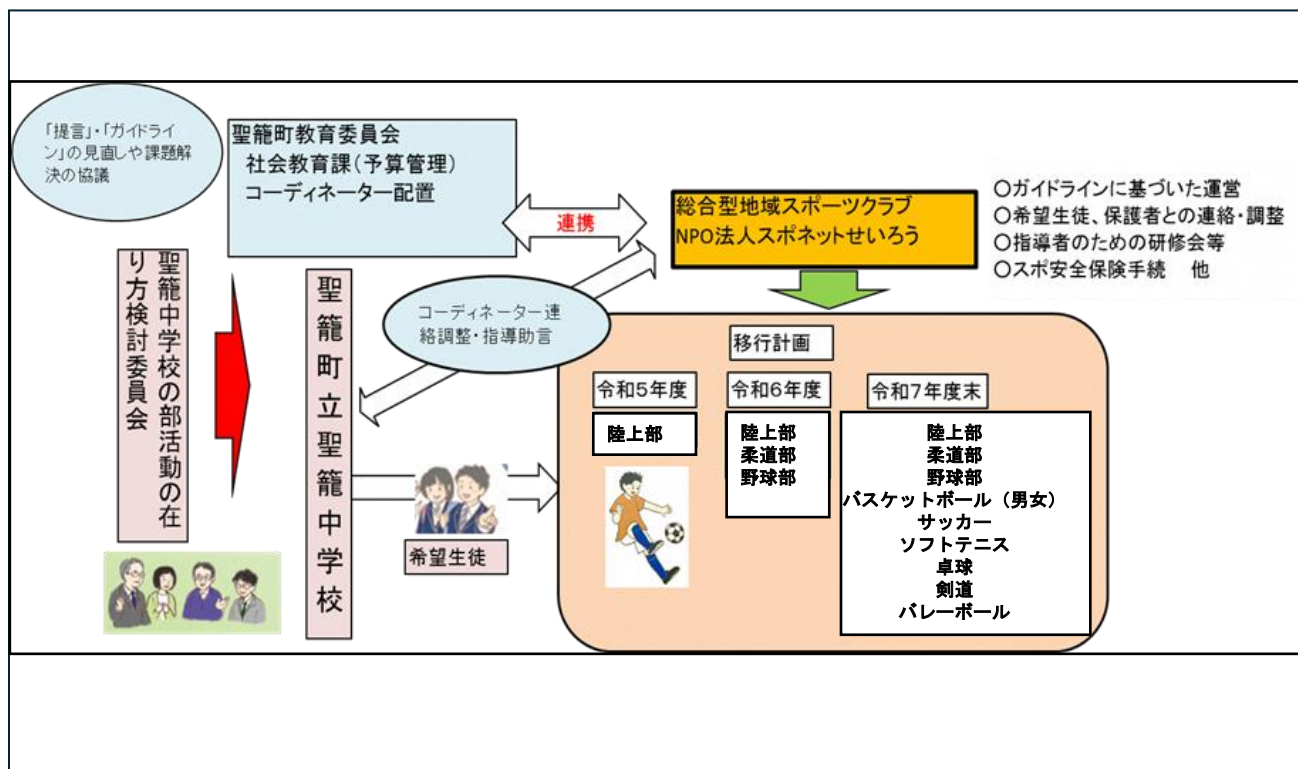 「提言」・「ガイドライ
ン」の見直しや課題解
決の協議
聖籠町教育委員会
社会教育課(予算管理)
コーディネーター配置
連携
総合型地域スポーツクラブ
NPO法人スポネットせいろう
○ガイドラインに基づいた運営
○希望生徒、保護者との連絡・調整
○指導者のための研修会等
○スポ安全保険手続　他
聖籠中学校の部活動の在
り方検討委員会
聖籠町立聖籠中学校
コーディネーター連
絡調整・指導助言
希望生徒
移行計画
令和5年度
陸上部
令和6年度
陸上部
柔道部
野球部
令和7年度末
陸上部
柔道部
野球部
バスケットボール（男女）
サッカー
ソフトテニス
卓球
剣道
バレーボール